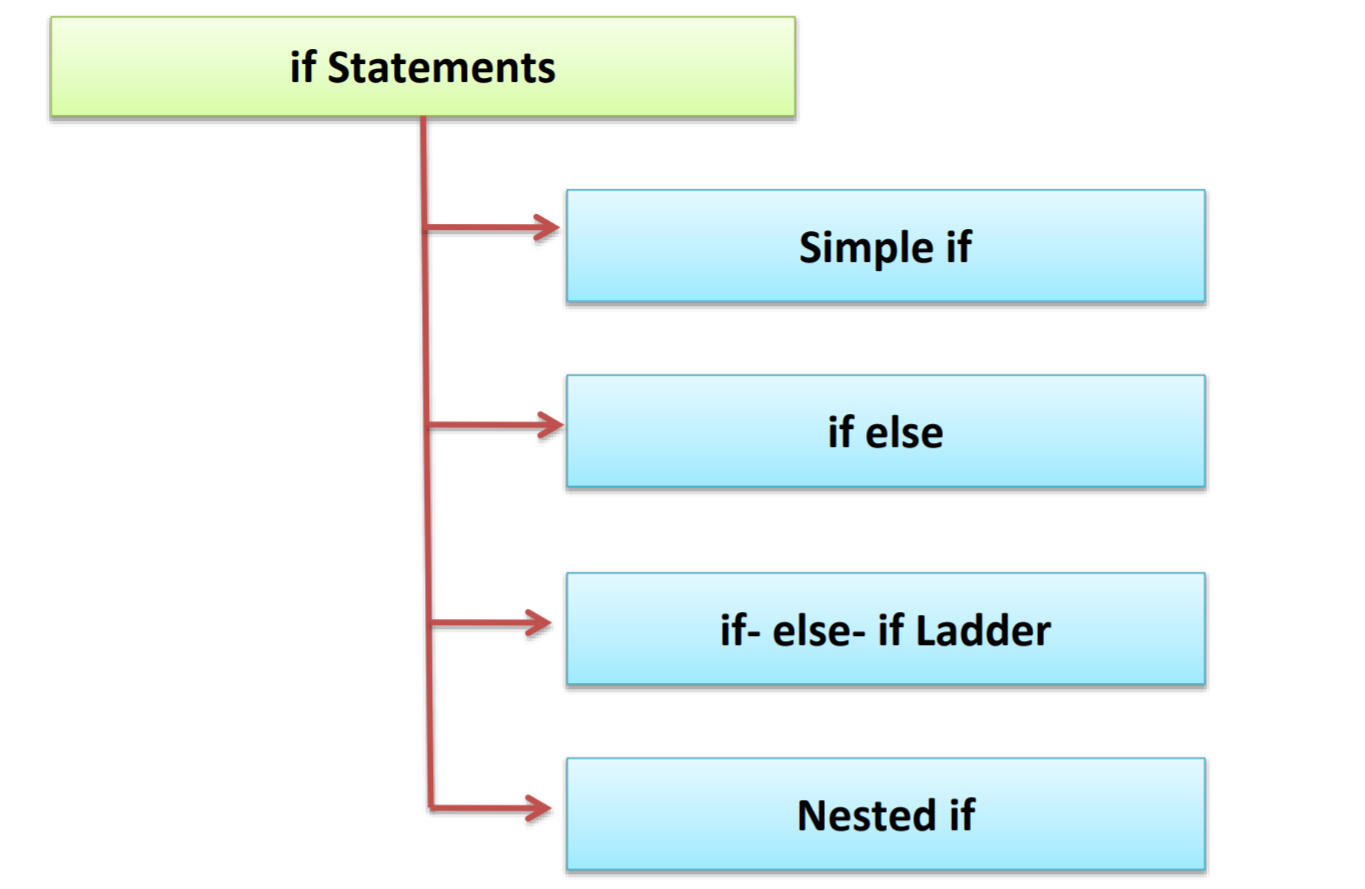 if Statements
Simple if
if else
if- else- if Ladder
Nested if